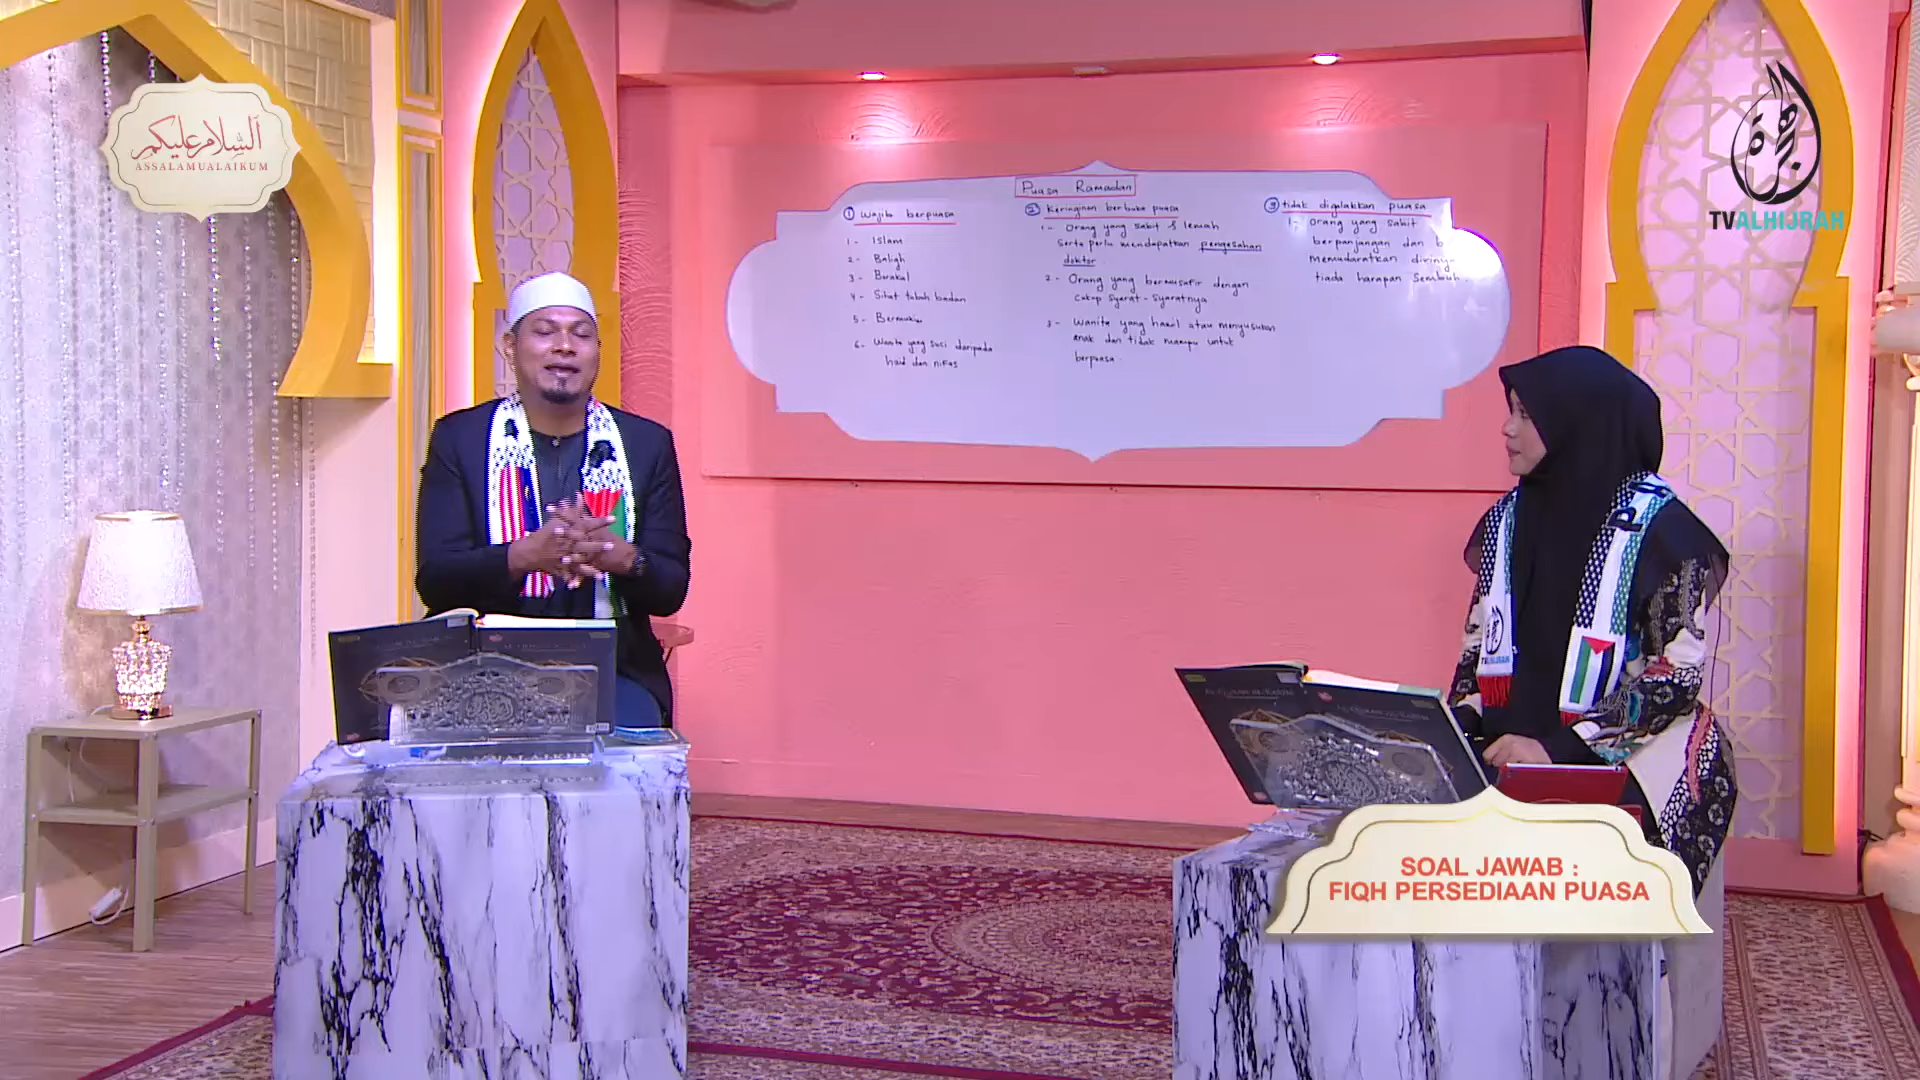 السلام عليكم
ASSALAMUALAIKUM
TVALHIJRAH
Puasa Ramadan
① Wajib berpuasa
1- Islam
2- Baligh
3- Berakal
4- Sihat tubuh badan
5- Bermukim
6- Wanita yang suci daripada
haid dan nifas
② Keringinan berbuka puasa
1- Orang yang sakit & lemah
serta perlu mendapatkan pengesahan
doktor.
2- Orang yang bermusafir dengan
cukup syarat-syaratnya
3- Wanita yang hamil atau menyusukan
anak dan tidak mampu untuk
berpuasa.
③ tidak digalakkan puasa
1- Orang yang sakit
berpanjangan dan b
memudaratkan diriny
tiada harapan sembuh.
TVALHIJRAH
SOAL JAWAB :
FIQH PERSEDIAAN PUASA